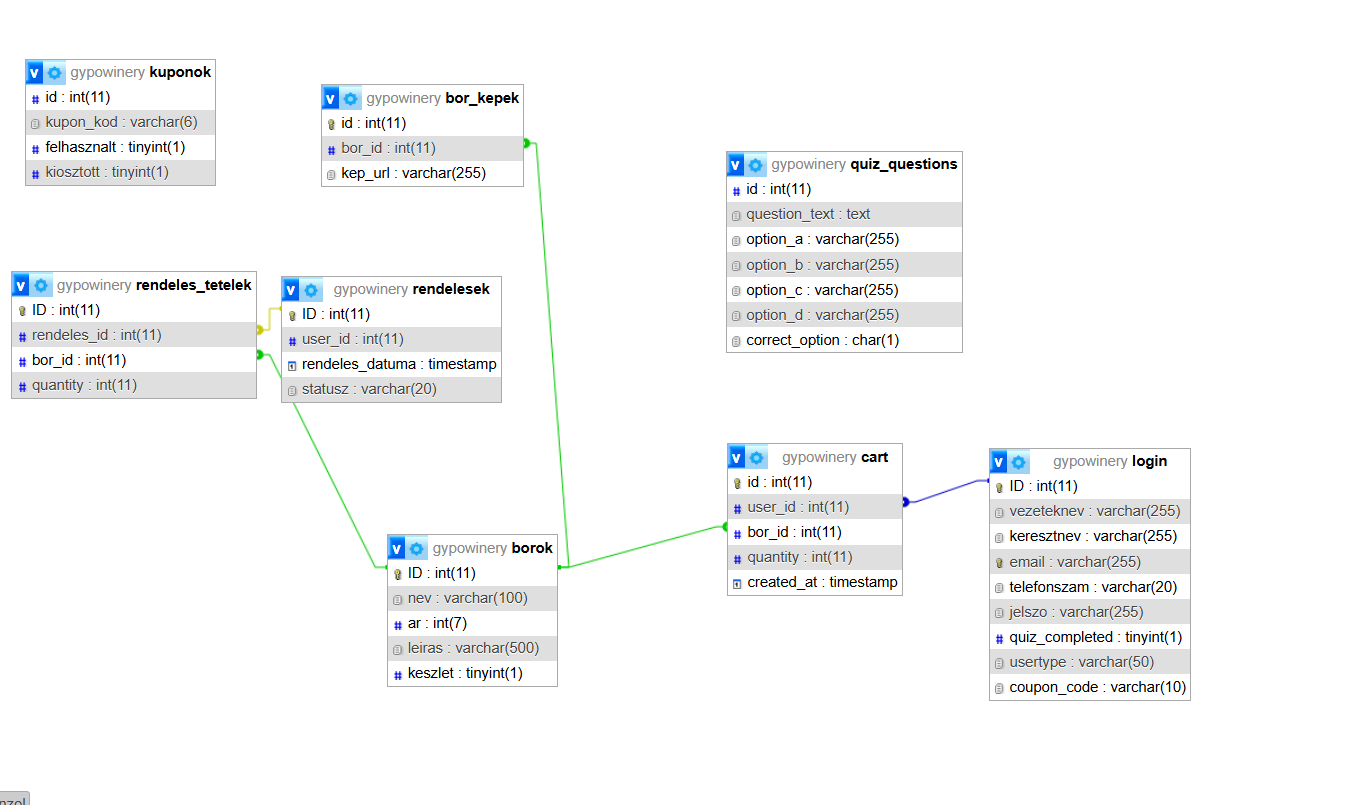 gypowinery kuponok
id : int(11)
kupon_kod : varchar(6)
felhasznalt : tinyint(1)
kiosztott : tinyint(1)
gypowinery bor_kepek
id : int(11)
bor_id : int(11)
kep_url : varchar(255)
gypowinery quiz_questions
id : int(11)
question_text : text
option_a : varchar(255)
option_b : varchar(255)
option_c : varchar(255)
option_d : varchar(255)
correct_option : char(1)
gypowinery rendeles_tetelek
ID : int(11)
rendeles_id : int(11)
bor_id : int(11)
quantity : int(11)
gypowinery rendelesek
ID : int(11)
user_id : int(11)
rendeles_datuma : timestamp
statusz : varchar(20)
gypowinery borok
ID : int(11)
nev : varchar(100)
ar : int(7)
leiras : varchar(500)
keszlet : tinyint(1)
gypowinery cart
id : int(11)
user_id : int(11)
bor_id : int(11)
quantity : int(11)
created_at : timestamp
gypowinery login
ID : int(11)
vezeteknev : varchar(255)
keresztnev : varchar(255)
email : varchar(255)
telefonszam : varchar(20)
jelszo : varchar(255)
quiz_completed : tinyint(1)
usertype : varchar(50)
coupon_code : varchar(10)